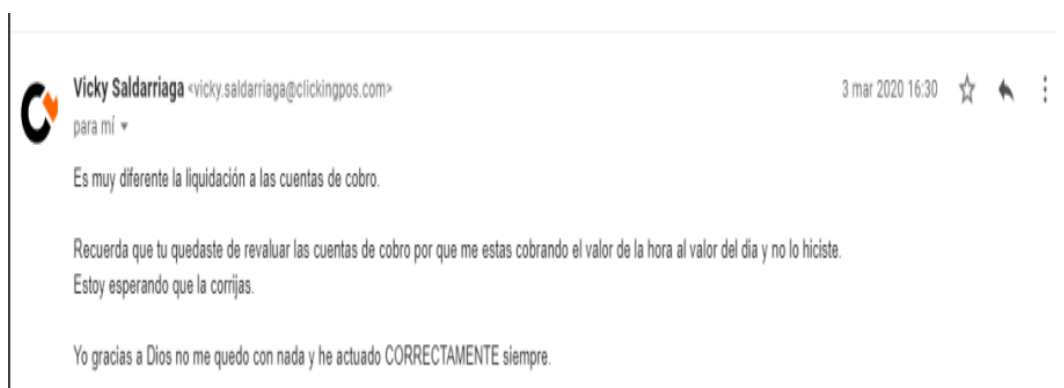 Vicky Saldarriaga <vicky.saldarriaga@clickingpos.com>
3 mar 2020 16:30
para mí
Es muy diferente la liquidación a las cuentas de cobro.
Recuerda que tu quedaste de revaluar las cuentas de cobro por que me estas cobrando el valor de la hora al valor del dia y no lo hiciste.
Estoy esperando que la corrijas.
Yo gracias a Dios no me quedo con nada y he actuado CORRECTAMENTE siempre.